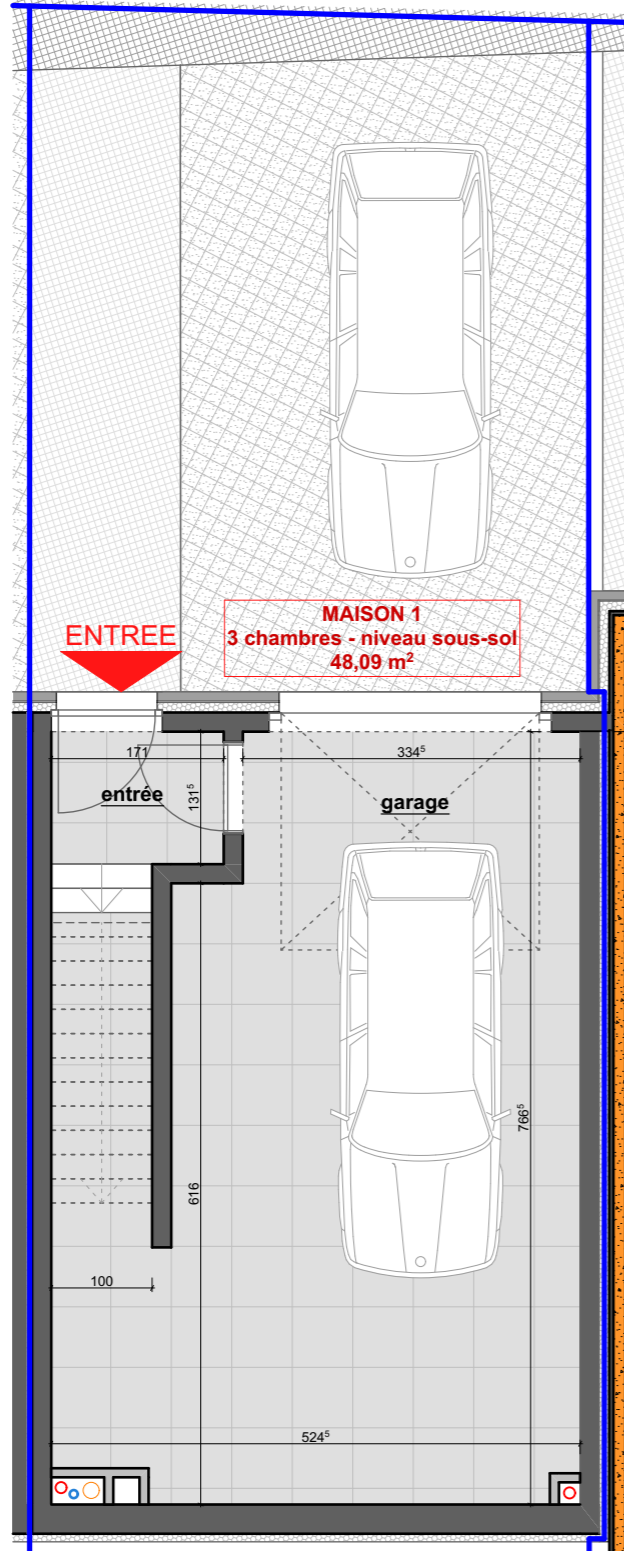 ENTREE
MAISON 1
3 chambres - niveau sous-sol
48,09 m²
171
334⁵
131⁵
entrée
garage
766⁵
616
100
524⁵